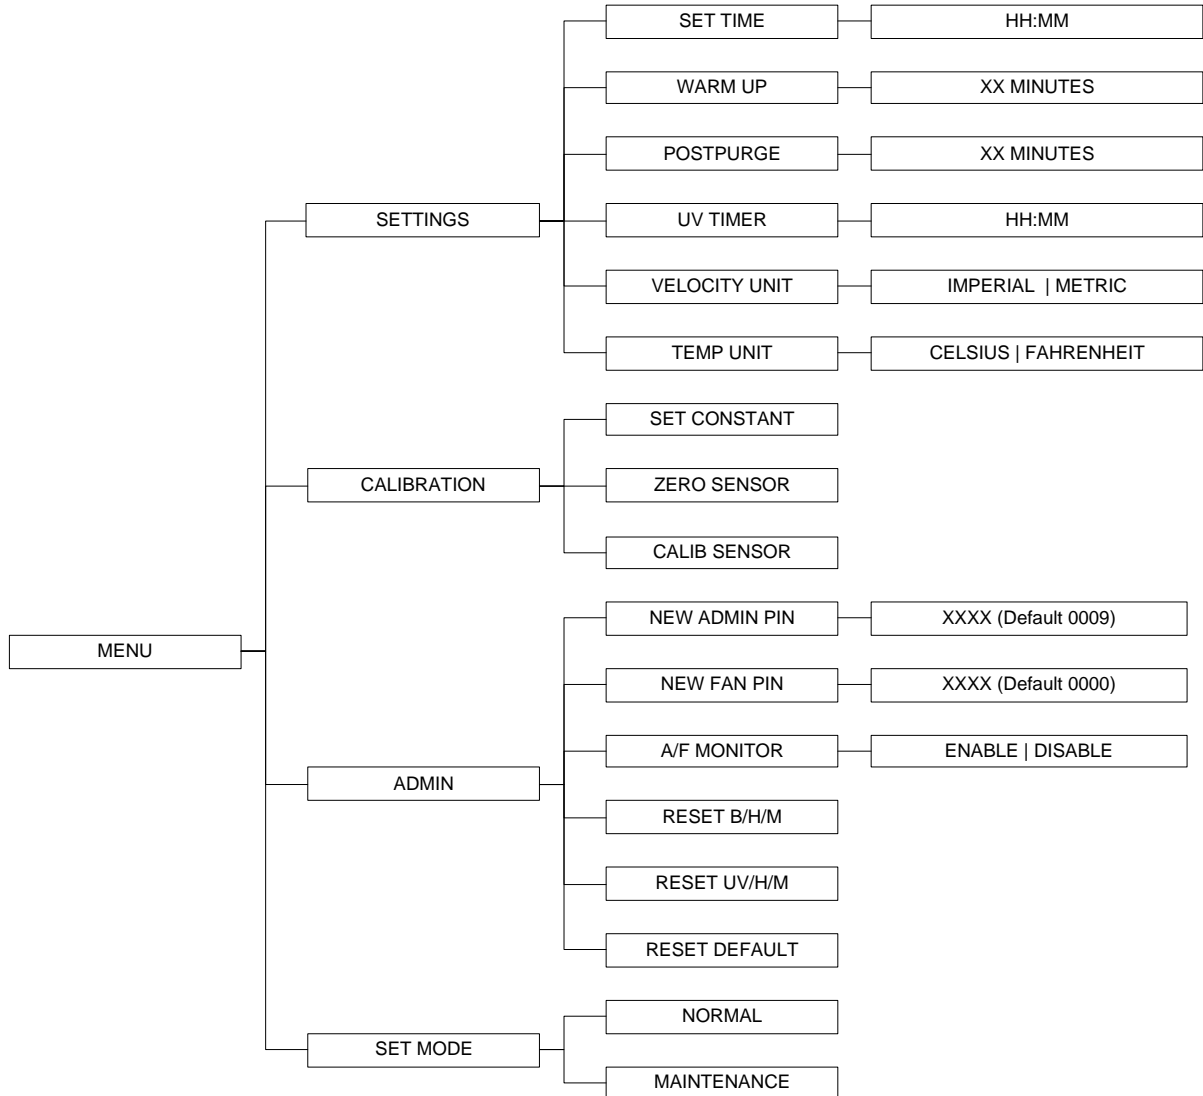 SET TIME
HH:MM
WARM UP
XX MINUTES
POSTPURGE
XX MINUTES
SETTINGS
UV TIMER
HH:MM
VELOCITY UNIT
IMPERIAL | METRIC
TEMP UNIT
CELSIUS | FAHRENHEIT
SET CONSTANT
CALIBRATION
ZERO SENSOR
CALIB SENSOR
NEW ADMIN PIN
XXXX (Default 0009)
MENU
NEW FAN PIN
XXXX (Default 0000)
A/F MONITOR
ENABLE | DISABLE
ADMIN
RESET B/H/M
RESET UV/H/M
RESET DEFAULT
NORMAL
SET MODE
MAINTENANCE